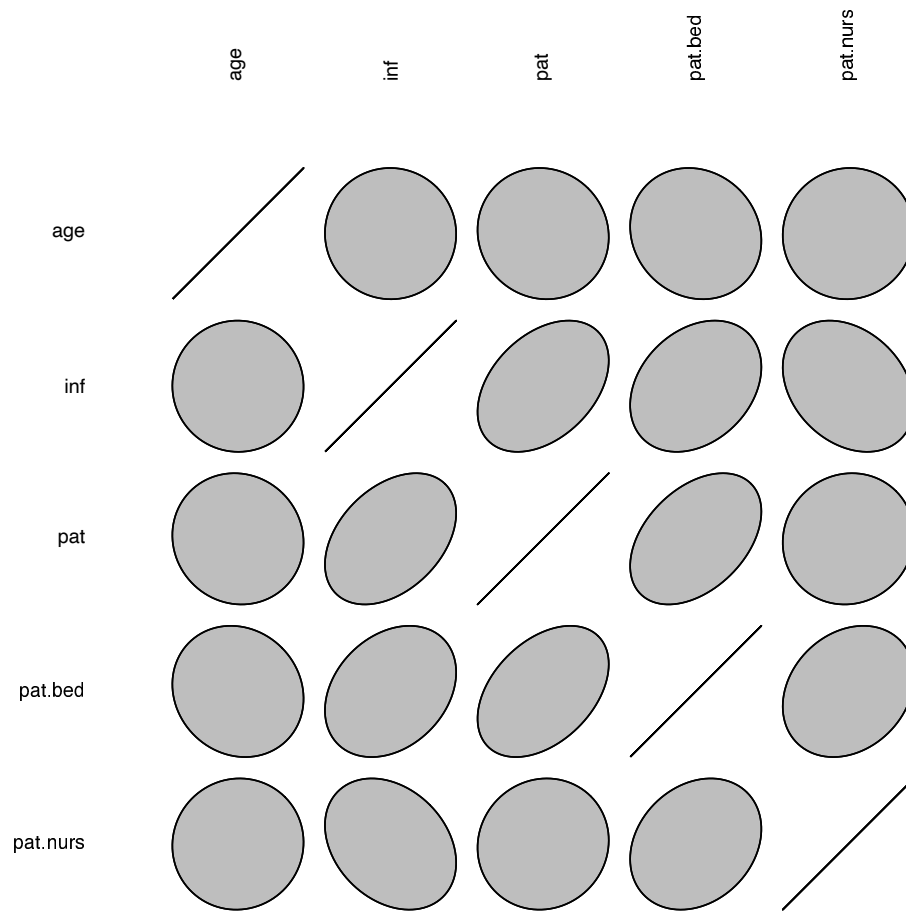 age inf pat pat.bed pat.nurs
age
inf
pat
pat.bed
pat.nurs